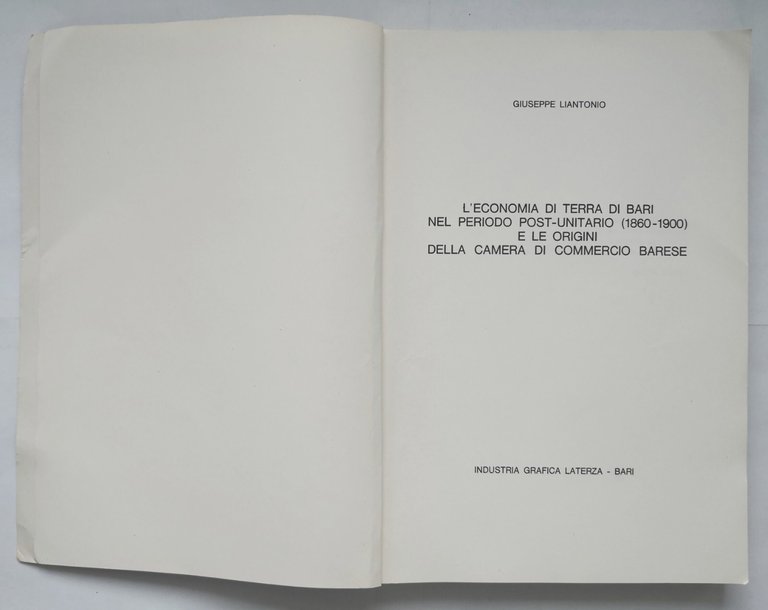 GIUSEPPE LIANTONIO
L'ECONOMIA DI TERRA DI BARI
NEL PERIODO POST-UNITARIO (1860-1900)
E LE ORIGINI
DELLA CAMERA DI COMMERCIO BARESE
INDUSTRIA GRAFICA LATERZA - BARI